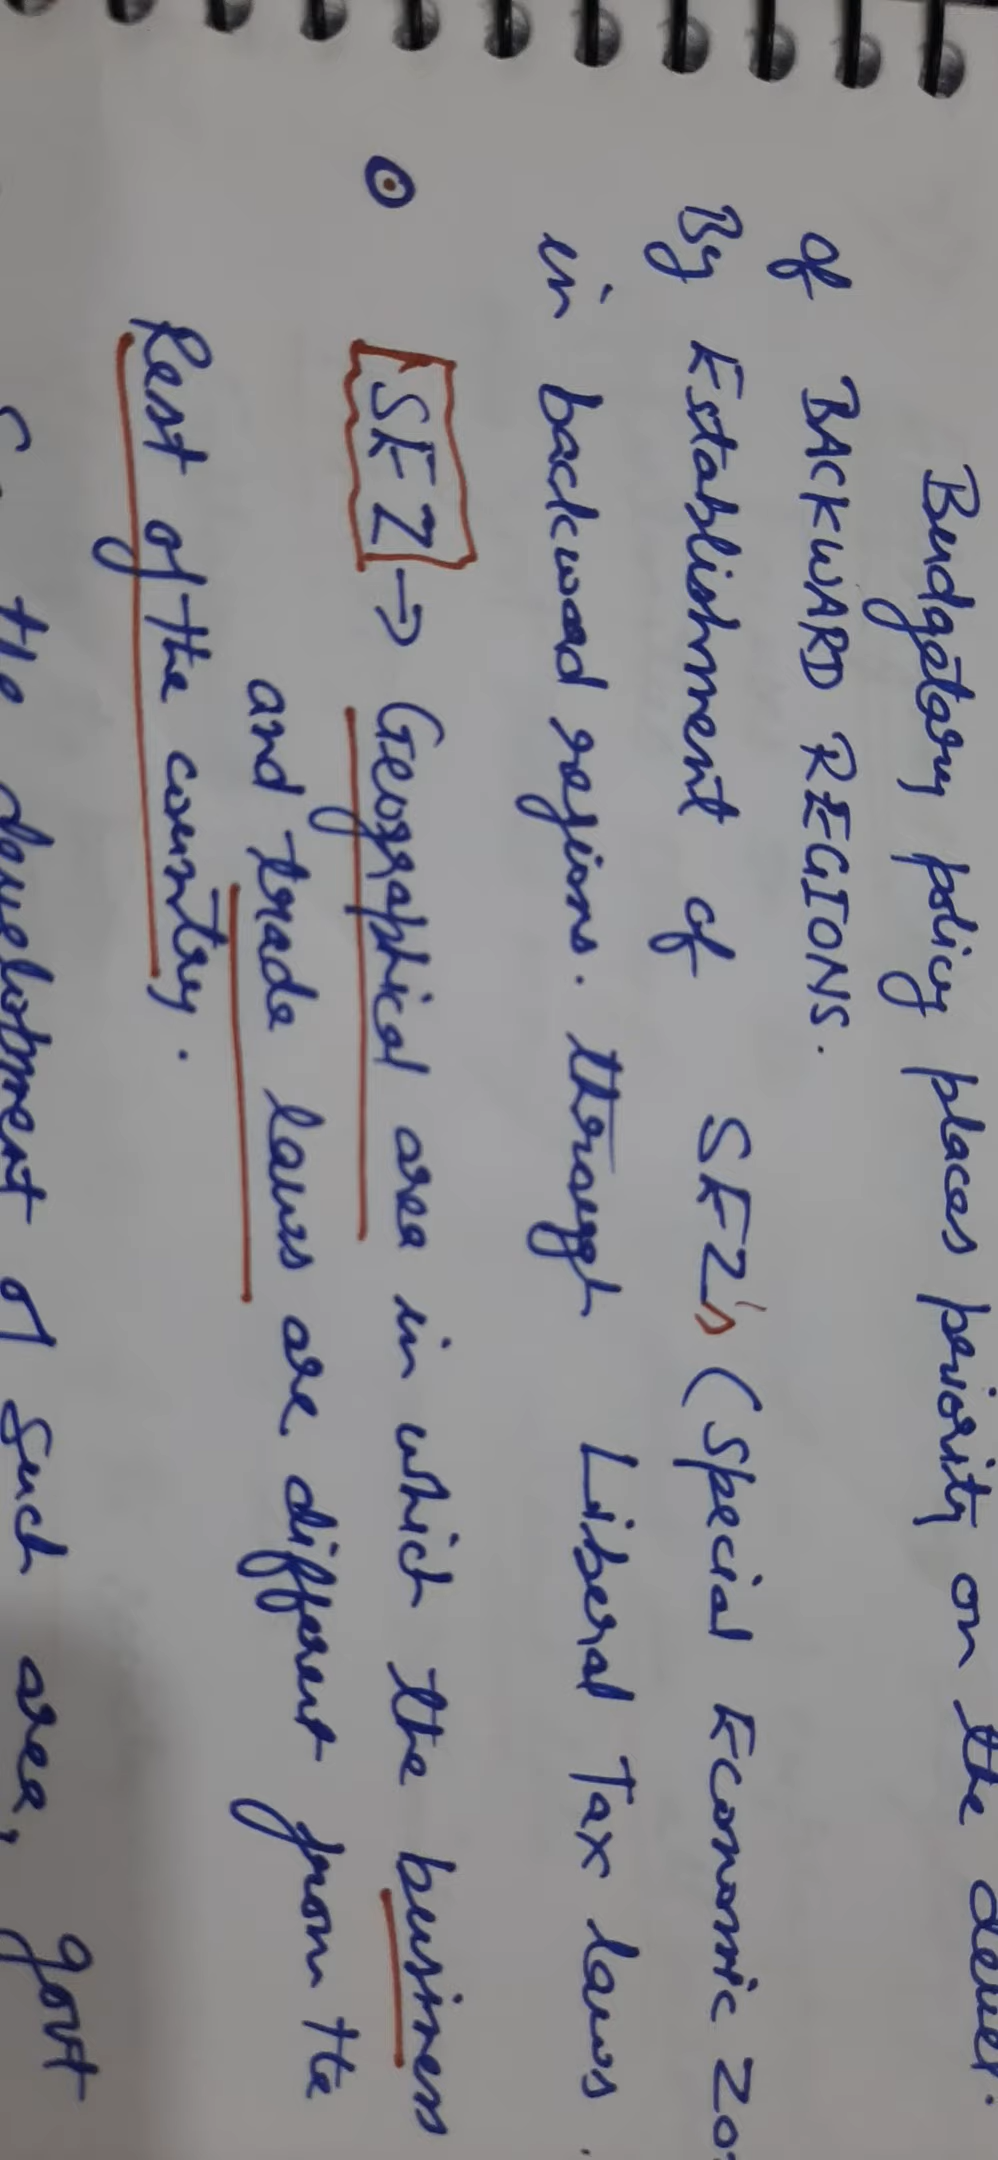 Budgetary policy places priority on the devel.
of BACKWARD REGIONS.
By Establishment of SEZ's (Special Economic Zo
in backward regions. through Liberal Tax laws.
SEZ → Geographical area in which the business
and trade laws are different from the
Rest of the country.
the development of such area, govt